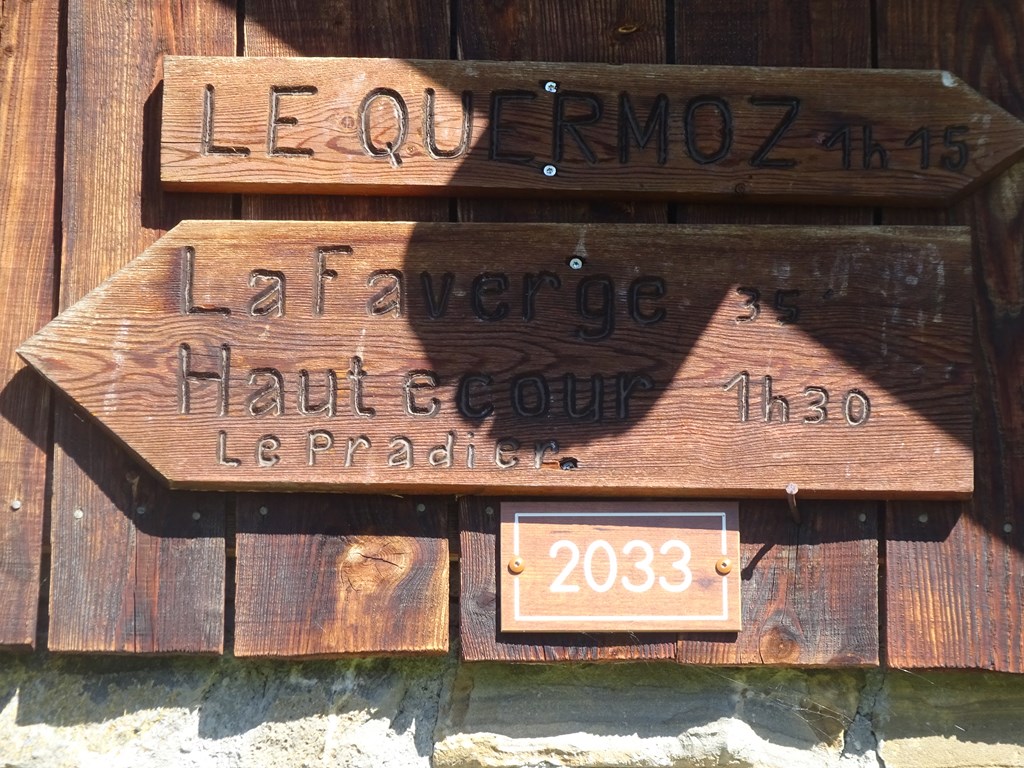 LE QUERMOZ 1h15
La Faverge 35'
Hautecour 1h30
Le Pradier
2033